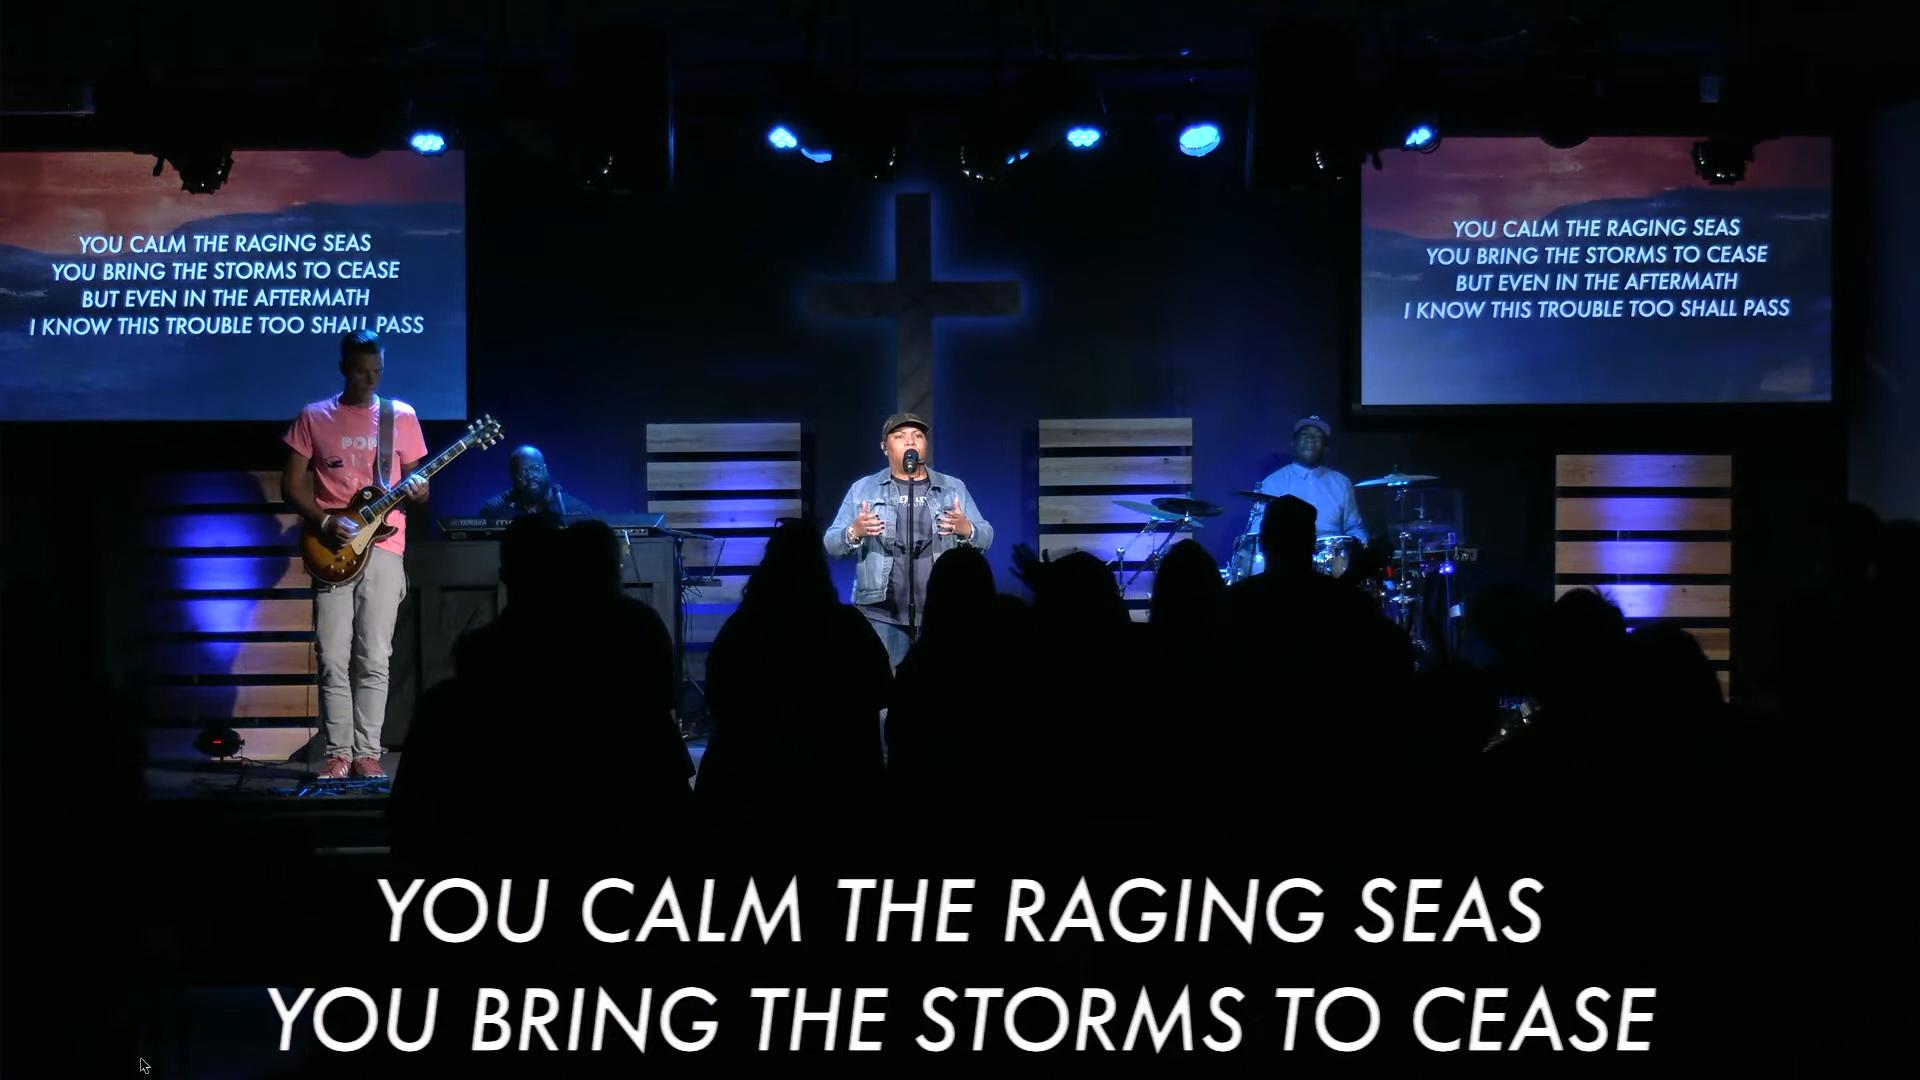 YOU CALM THE RAGING SEAS
YOU BRING THE STORMS TO CEASE
BUT EVEN IN THE AFTERMATH
I KNOW THIS TROUBLE TOO SHALL PASS
YOU CALM THE RAGING SEAS
YOU BRING THE STORMS TO CEASE
BUT EVEN IN THE AFTERMATH
I KNOW THIS TROUBLE TOO SHALL PASS
YAMAHA
YOU CALM THE RAGING SEAS
YOU BRING THE STORMS TO CEASE